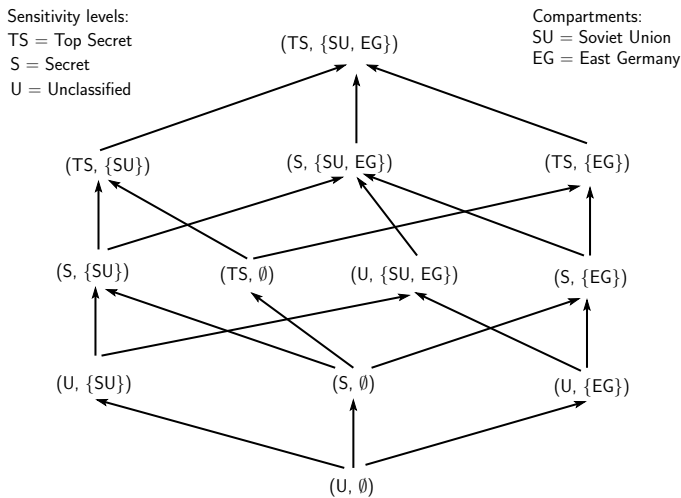 Sensitivity levels:
TS = Top Secret
S = Secret
U = Unclassified
Compartments:
SU = Soviet Union
EG = East Germany
(TS, {SU, EG})
(TS, {SU})
(S, {SU, EG})
(TS, {EG})
(S, {SU})
(TS, ∅)
(U, {SU, EG})
(S, {EG})
(U, {SU})
(S, ∅)
(U, {EG})
(U, ∅)